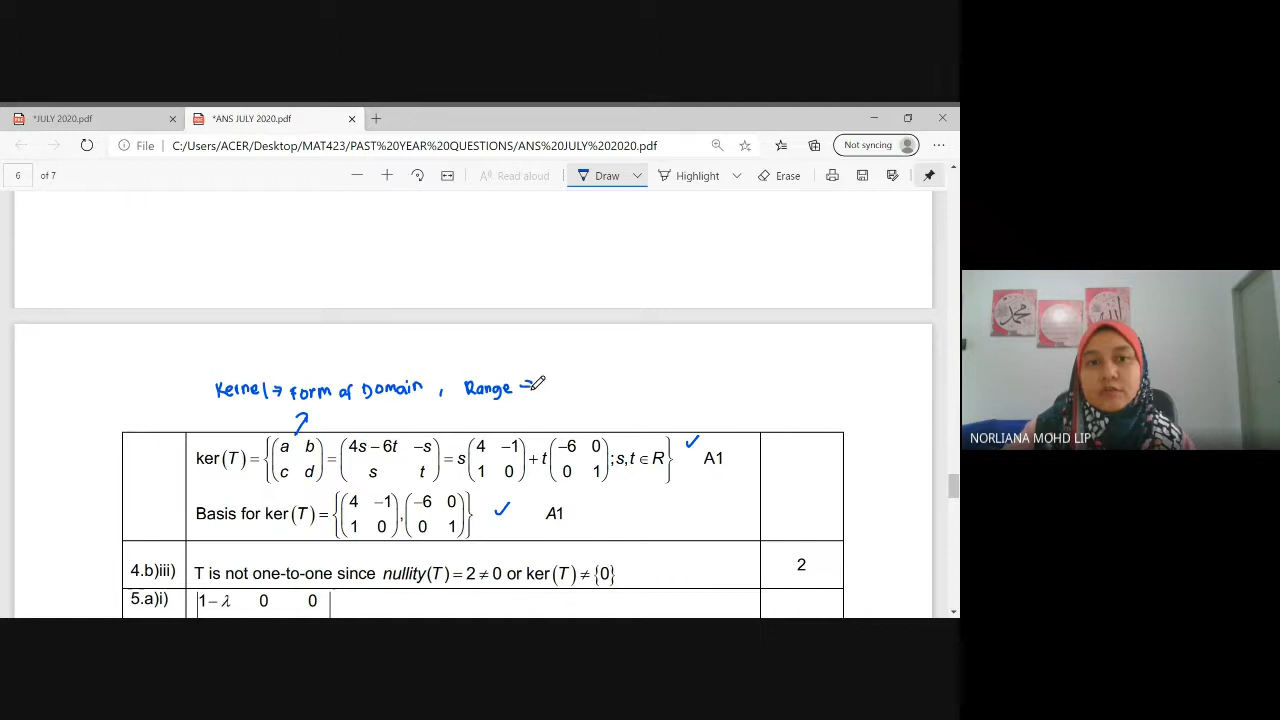 *JULY 2020.pdf
*ANS JULY 2020.pdf
File C:/Users/ACER/Desktop/MAT423/PAST%20YEAR%20QUESTIONS/ANS%20JULY%202020.pdf
Not syncing
6 of 7
Read aloud
Draw
Highlight
Erase
Kernel → Form of Domain , Range →
ker(T) = {(a b c d) = (4s−6t −s s t) = s(4 −1 1 0) + t(−6 0 0 1); s,t ∈ R} ✓ A1
Basis for ker(T) = {(4 −1 1 0), (−6 0 0 1)} ✓ A1
4.b)iii) T is not one-to-one since nullity(T) = 2 ≠ 0 or ker(T) ≠ {0} 2
5.a)i) |1−λ 0 0|
NORLIANA MOHD LIP
محمد
الله